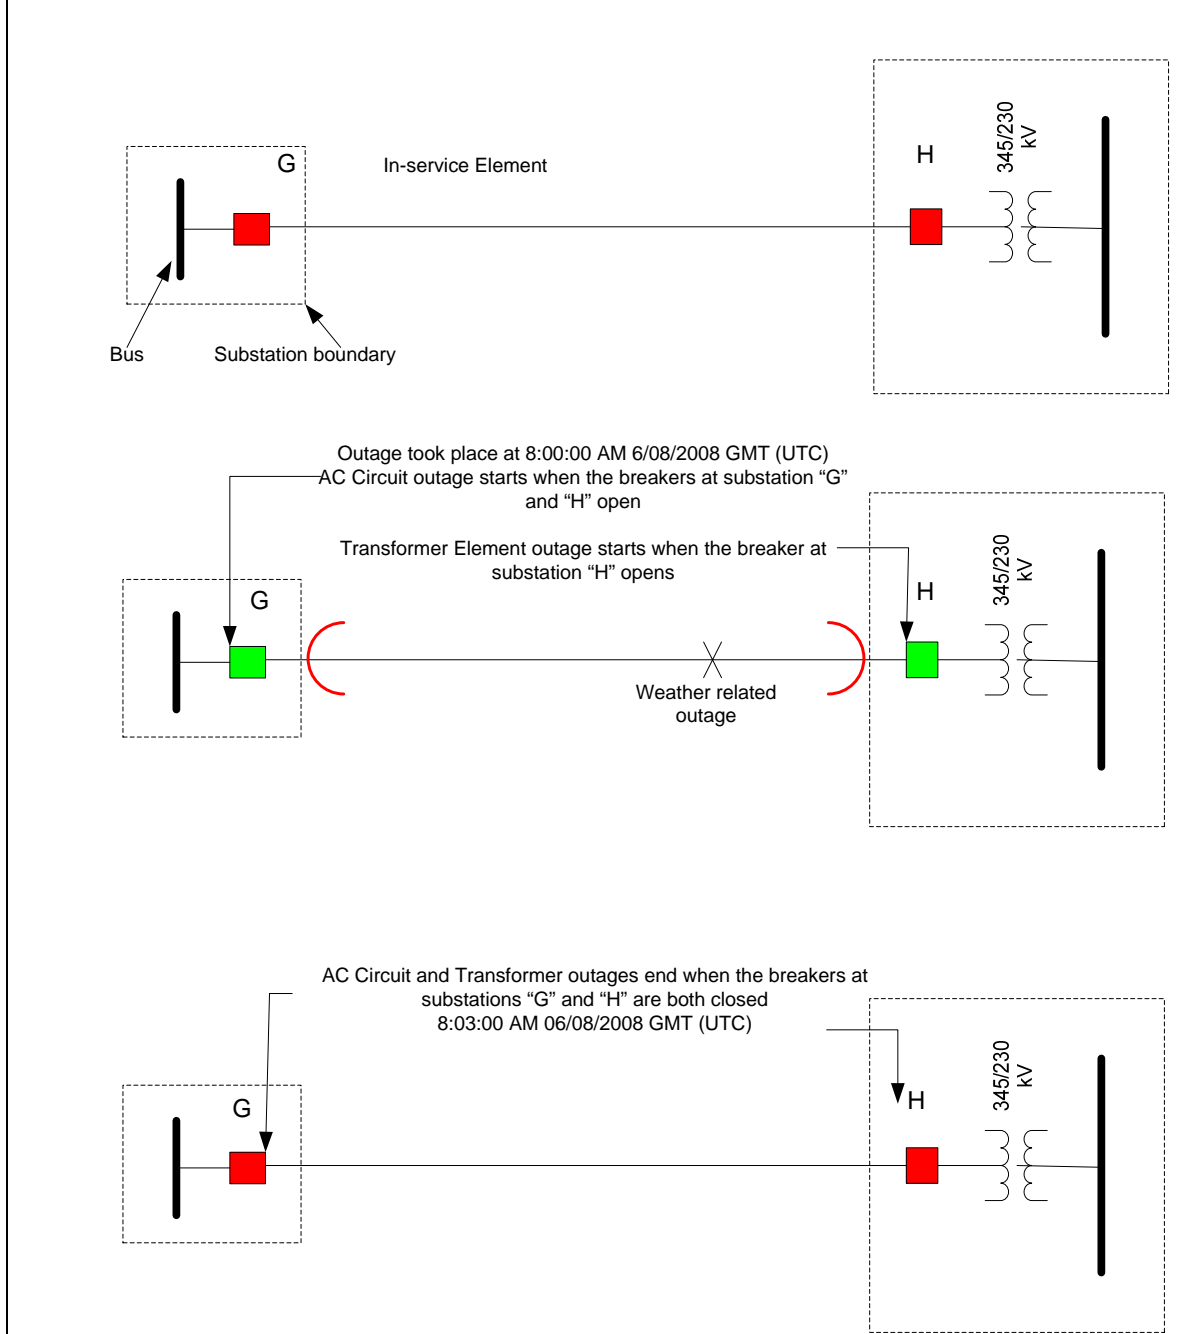 G
In-service Element
H
345/230
kV
Bus
Substation boundary
Outage took place at 8:00:00 AM 6/08/2008 GMT (UTC)
AC Circuit outage starts when the breakers at substation “G”
and “H” open
Transformer Element outage starts when the breaker at
substation “H” opens
G
H
345/230
kV
Weather related
outage
AC Circuit and Transformer outages end when the breakers at
substations “G” and “H” are both closed
8:03:00 AM 06/08/2008 GMT (UTC)
G
H
345/230
kV